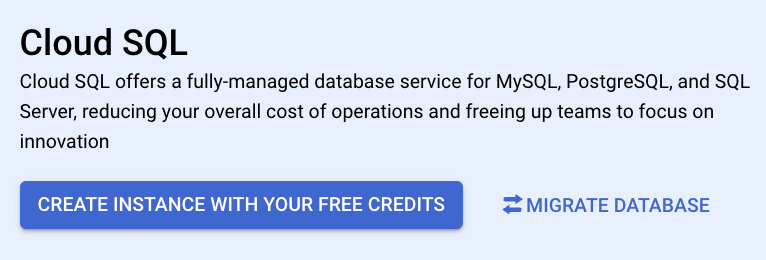 Cloud SQL
Cloud SQL offers a fully-managed database service for MySQL, PostgreSQL, and SQL
Server, reducing your overall cost of operations and freeing up teams to focus on
innovation
CREATE INSTANCE WITH YOUR FREE CREDITS
MIGRATE DATABASE